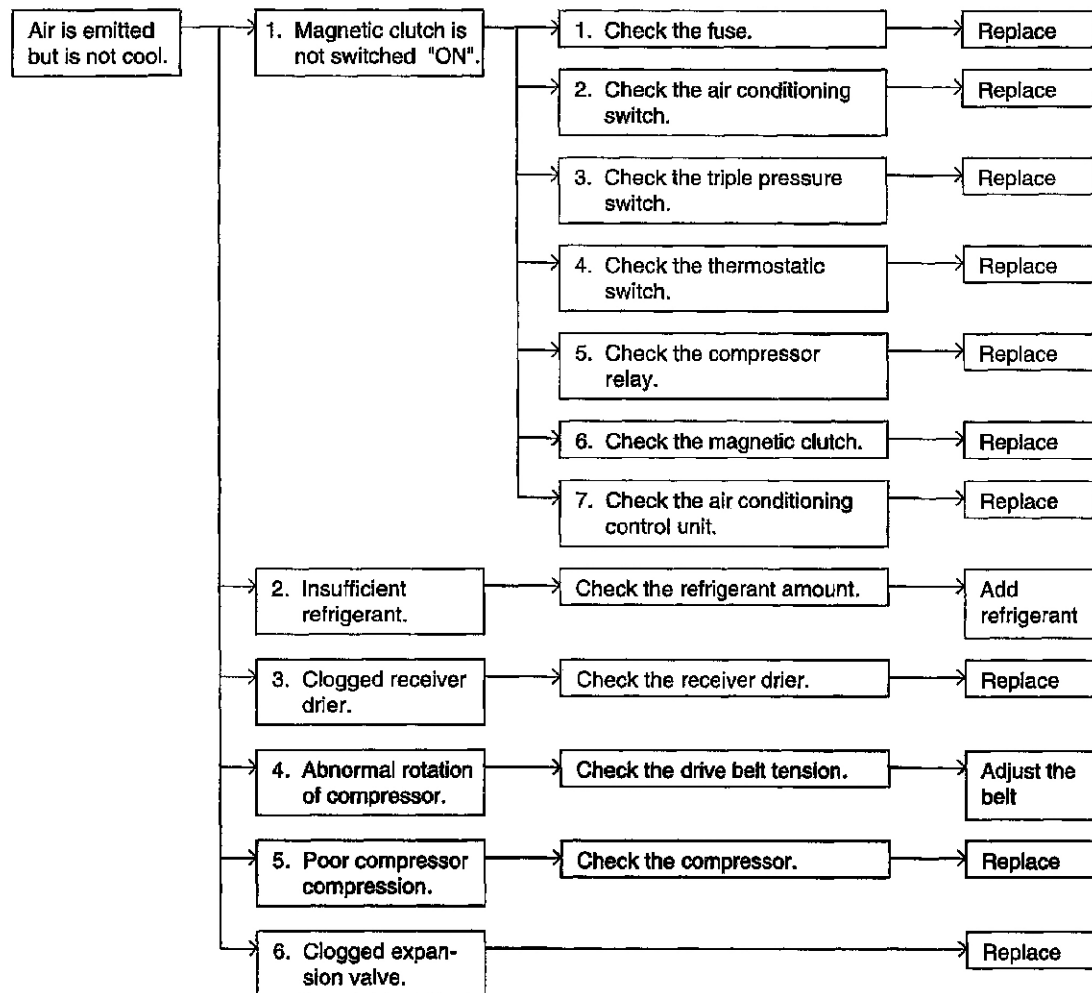 Air is emitted
but is not cool.
1. Magnetic clutch is
not switched "ON".
1. Check the fuse.
Replace
2. Check the air conditioning
switch.
Replace
3. Check the triple pressure
switch.
Replace
4. Check the thermostatic
switch.
Replace
5. Check the compressor
relay.
Replace
6. Check the magnetic clutch.
Replace
7. Check the air conditioning
control unit.
Replace
2. Insufficient
refrigerant.
Check the refrigerant amount.
Add
refrigerant
3. Clogged receiver
drier.
Check the receiver drier.
Replace
4. Abnormal rotation
of compressor.
Check the drive belt tension.
Adjust the
belt
5. Poor compressor
compression.
Check the compressor.
Replace
6. Clogged expan-
sion valve.
Replace